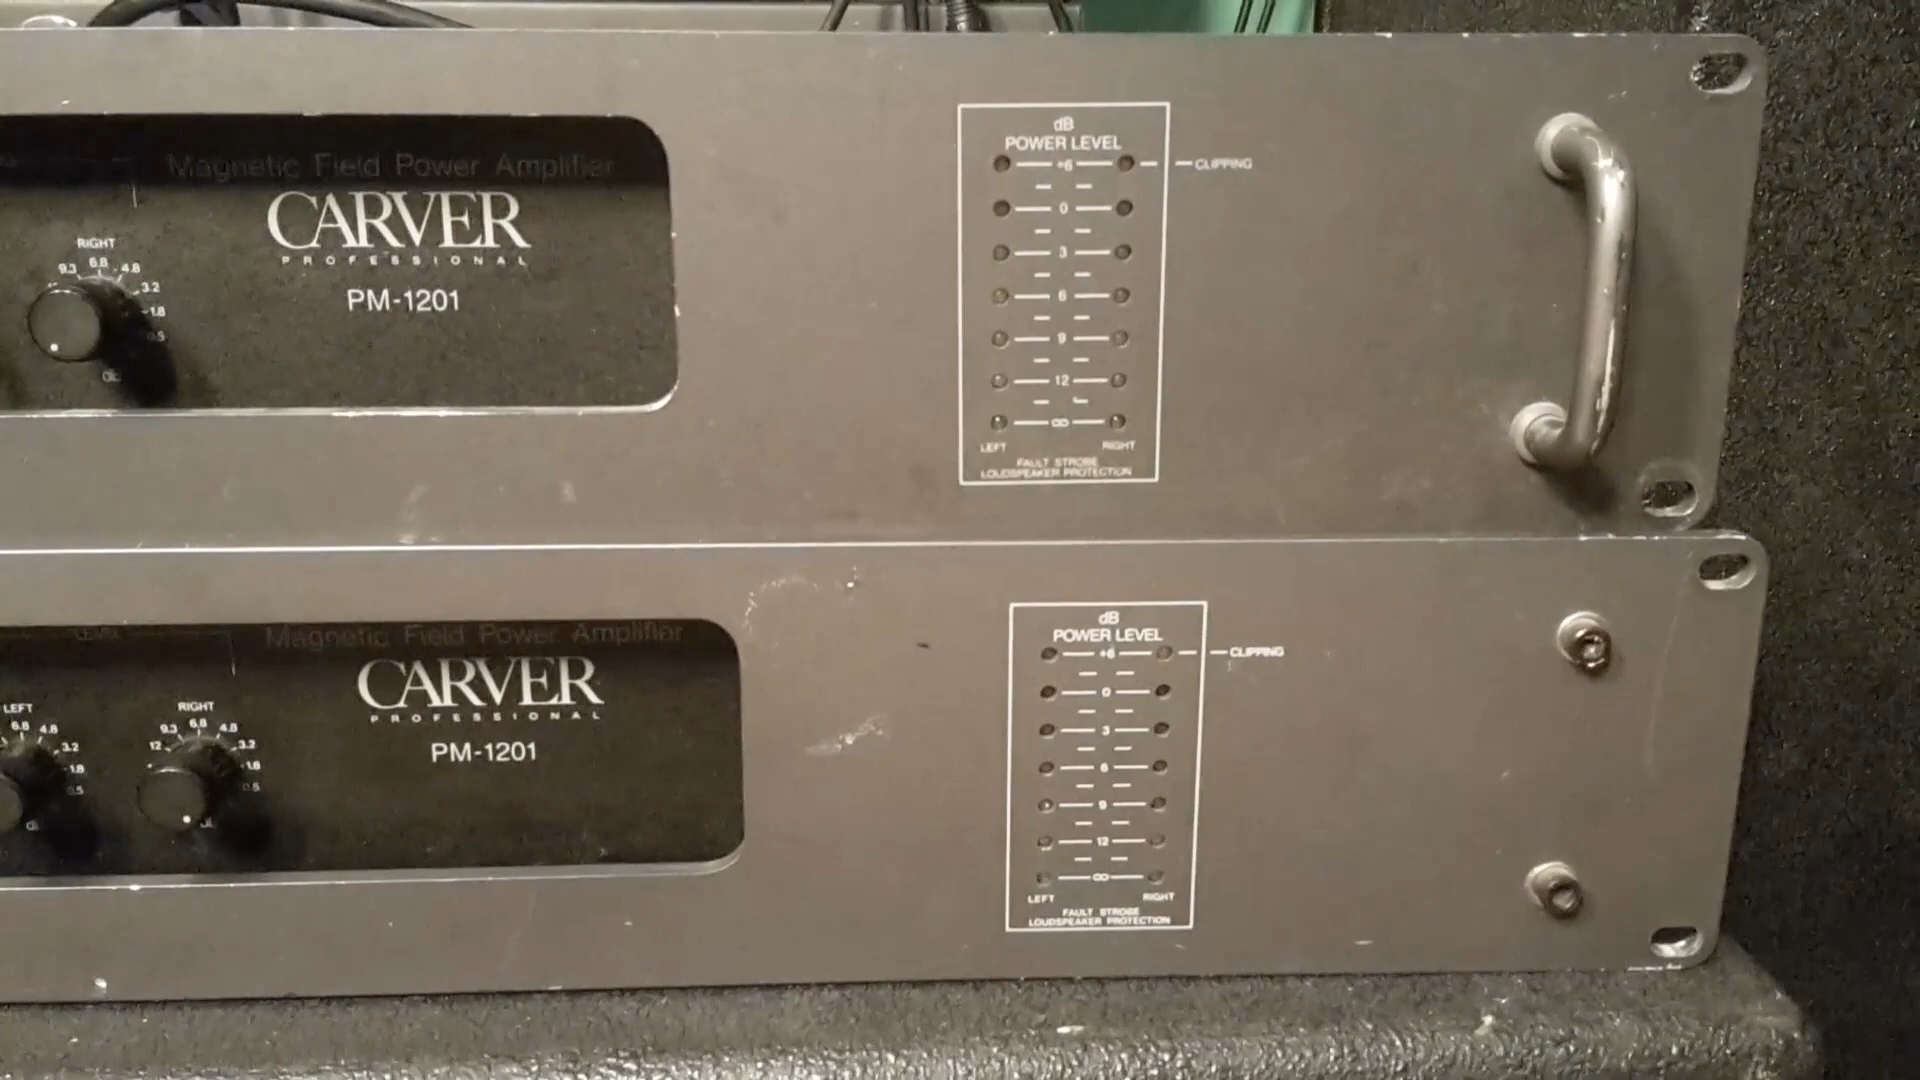 Magnetic Field Power Amplifier
CARVER
PROFESSIONAL
PM-1201
RIGHT
9.3 6.8 4.8
3.2
1.8
0.5
dB
POWER LEVEL
+6 CLIPPING
0
3
6
9
12
∞
LEFT RIGHT
FAULT STROBE
LOUDSPEAKER PROTECTION
LEVEL
Magnetic Field Power Amplifier
CARVER
PROFESSIONAL
PM-1201
LEFT
6.8 4.8
3.2
1.8
0.5
RIGHT
9.3 6.8 4.8
12 3.2
1.8
0.5
dB
POWER LEVEL
+6 CLIPPING
0
3
6
9
12
∞
LEFT RIGHT
FAULT STROBE
LOUDSPEAKER PROTECTION